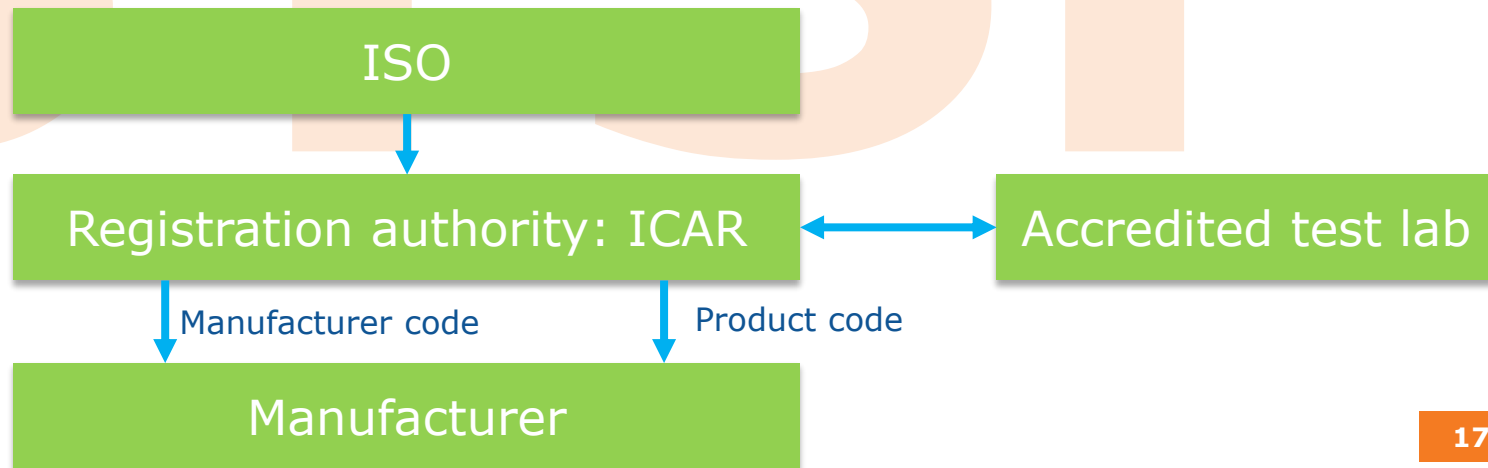 ISO
Registration authority: ICAR
Accredited test lab
Manufacturer code
Product code
Manufacturer
17